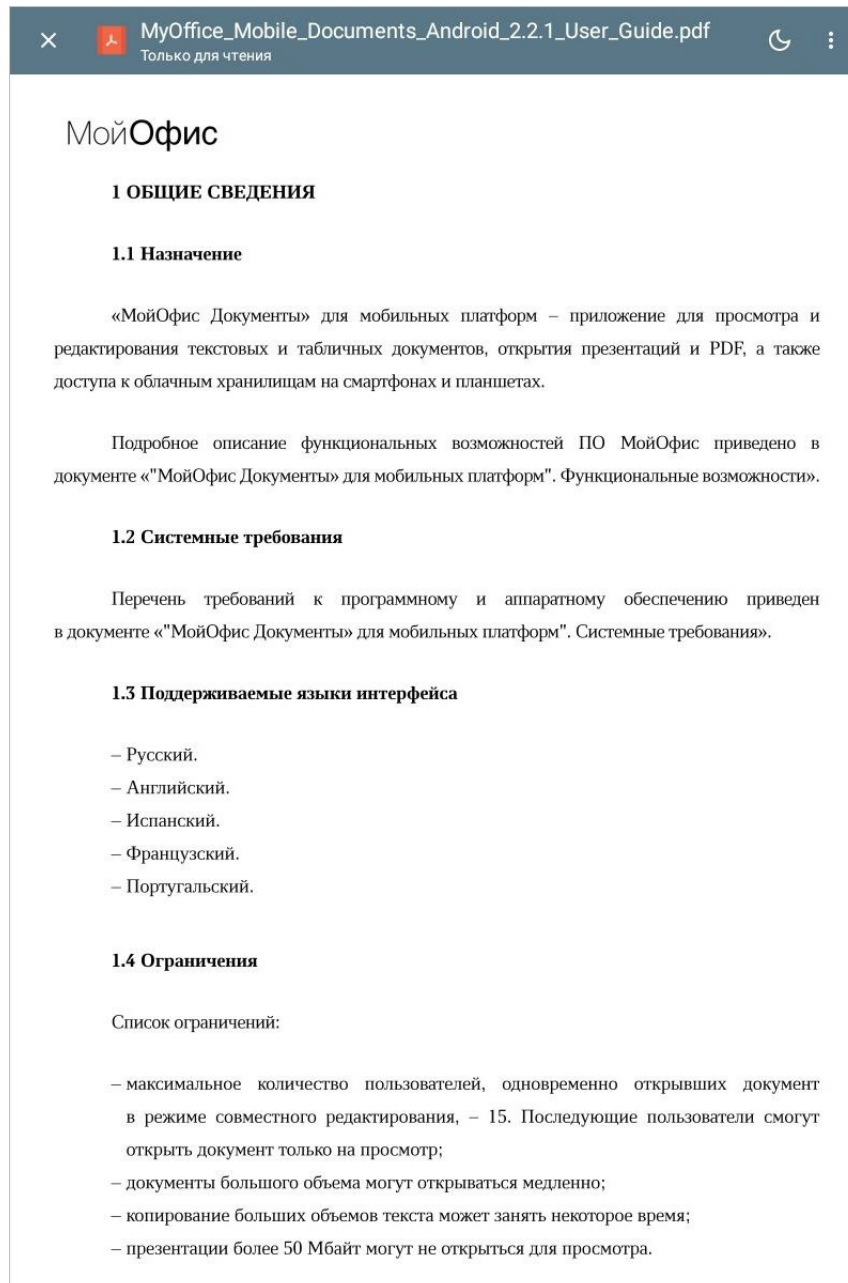 MyOffice_Mobile_Documents_Android_2.2.1_User_Guide.pdf
Только для чтения
МойОфис
1 ОБЩИЕ СВЕДЕНИЯ
1.1 Назначение
«МойОфис Документы» для мобильных платформ – приложение для просмотра и
редактирования текстовых и табличных документов, открытия презентаций и PDF, а также
доступа к облачным хранилищам на смартфонах и планшетах.
Подробное описание функциональных возможностей ПО МойОфис приведено в
документе «"МойОфис Документы» для мобильных платформ". Функциональные возможности».
1.2 Системные требования
Перечень требований к программному и аппаратному обеспечению приведен
в документе «"МойОфис Документы» для мобильных платформ". Системные требования».
1.3 Поддерживаемые языки интерфейса
– Русский.
– Английский.
– Испанский.
– Французский.
– Португальский.
1.4 Ограничения
Список ограничений:
– максимальное количество пользователей, одновременно открывших документ
в режиме совместного редактирования, – 15. Последующие пользователи смогут
открыть документ только на просмотр;
– документы большого объема могут открываться медленно;
– копирование больших объемов текста может занять некоторое время;
– презентации более 50 Мбайт могут не открыться для просмотра.